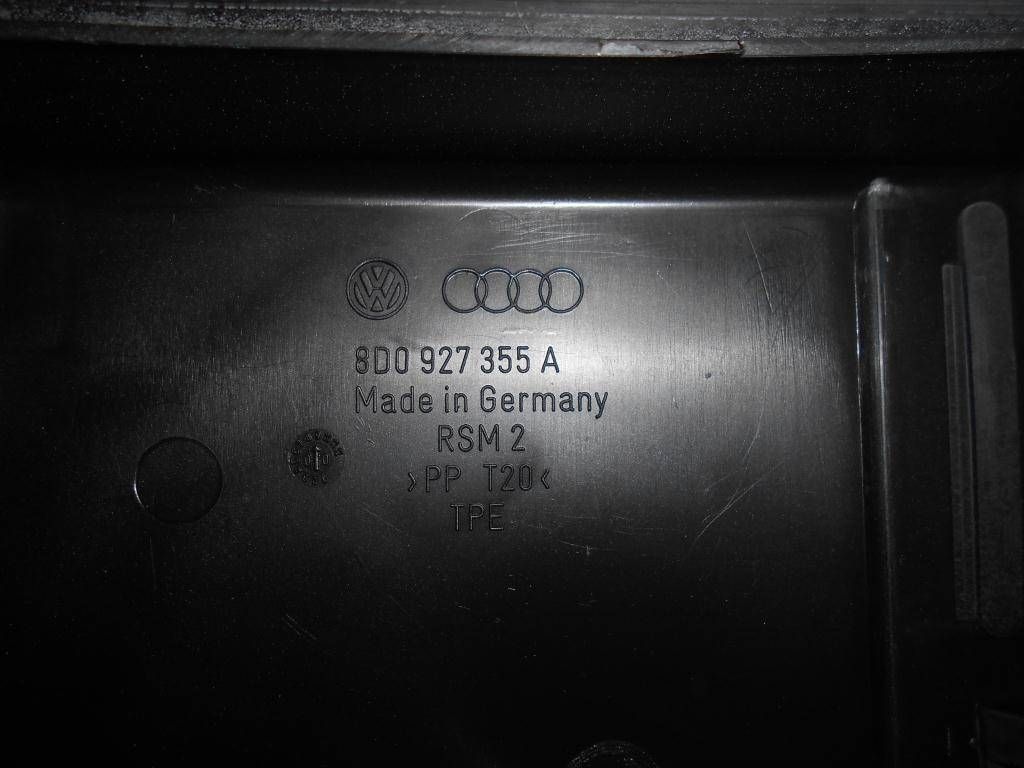 8D0 927 355 A
Made in Germany
RSM 2
>PP T20<
TPE